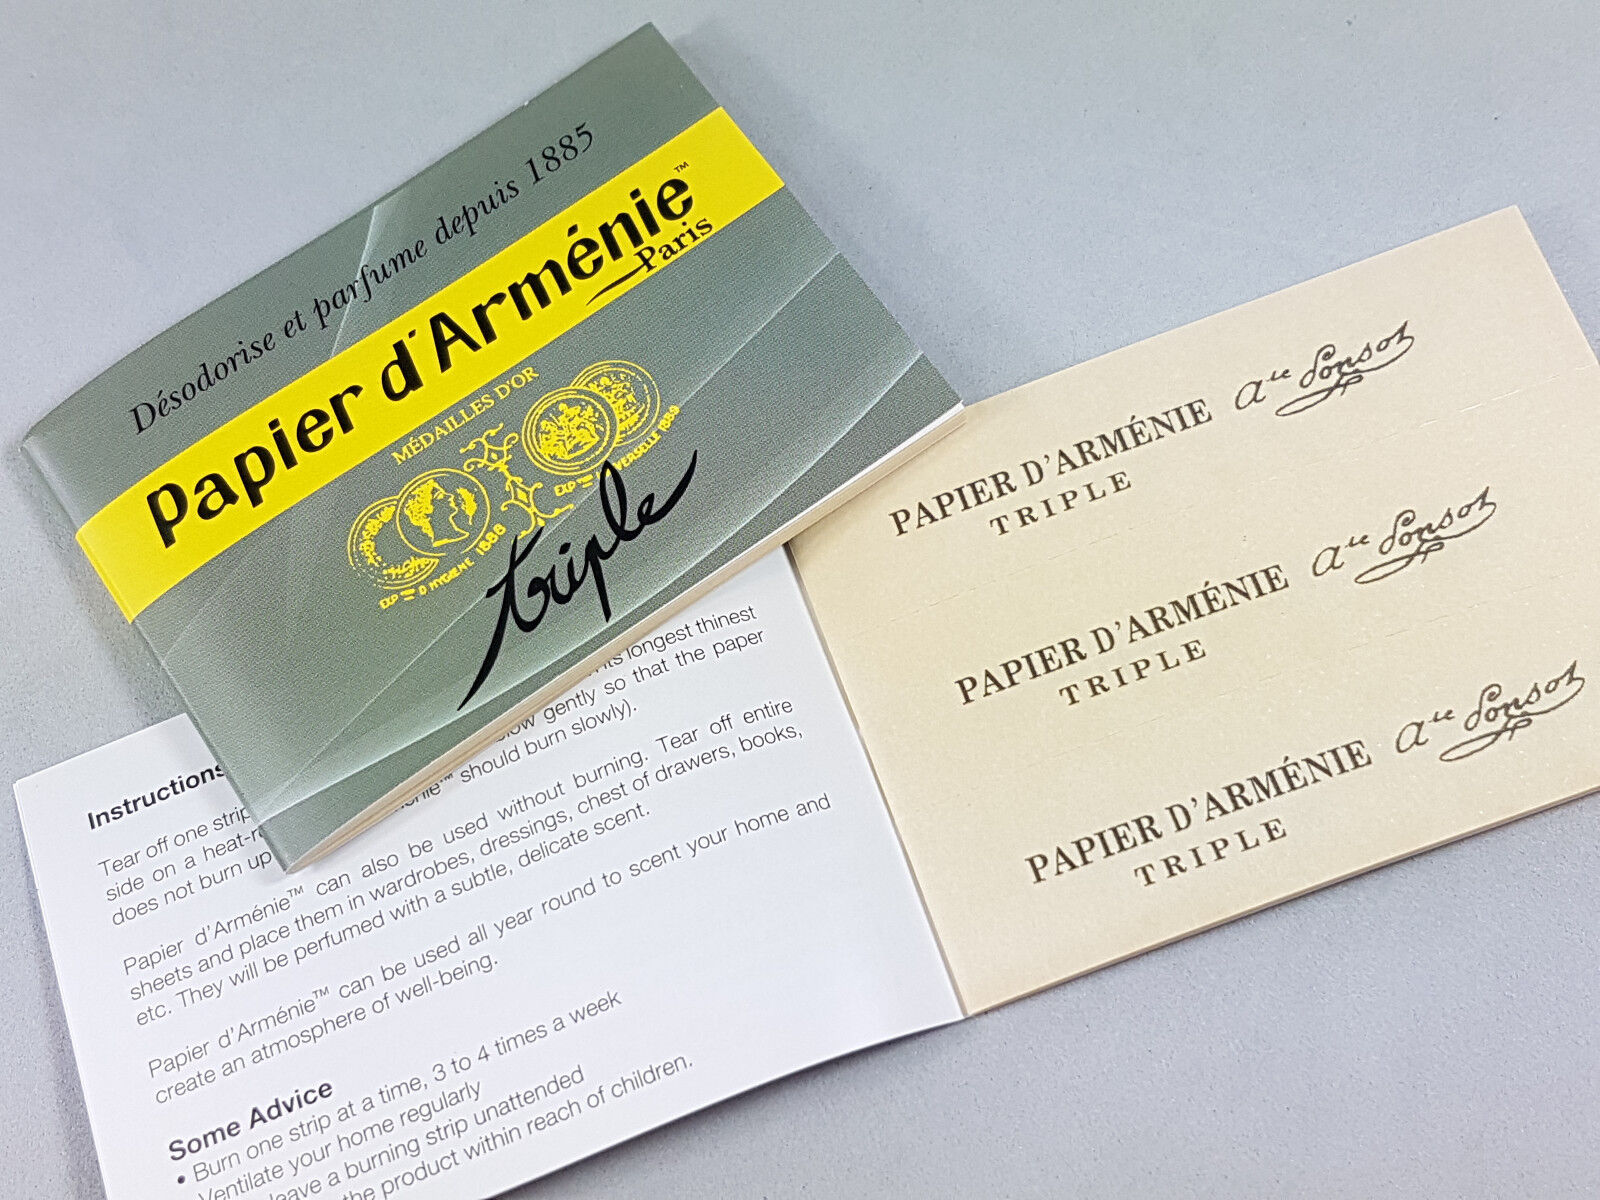 Désodorise et parfume depuis 1885
Papier d'Arménie™
Paris
MÉDAILLES D'OR
EXP D HYGIENE 1888
EXP VERSELLE 1889
triple
PAPIER D'ARMÉNIE
TRIPLE
PAPIER D'ARMÉNIE
TRIPLE
PAPIER D'ARMÉNIE
TRIPLE
Instructions
longest thinest
Tear off one strip
gently so that the paper
side on a heat-
should burn slowly).
does not burn up
Papier d'Arménie™ can also be used without burning. Tear off entire
sheets and place them in wardrobes, dressings, chest of drawers, books,
etc. They will be perfumed with a subtle, delicate scent.
Papier d'Arménie™ can be used all year round to scent your home and
create an atmosphere of well-being.
Some Advice
• Burn one strip at a time, 3 to 4 times a week
Ventilate your home regularly
leave a burning strip unattended
the product within reach of children.